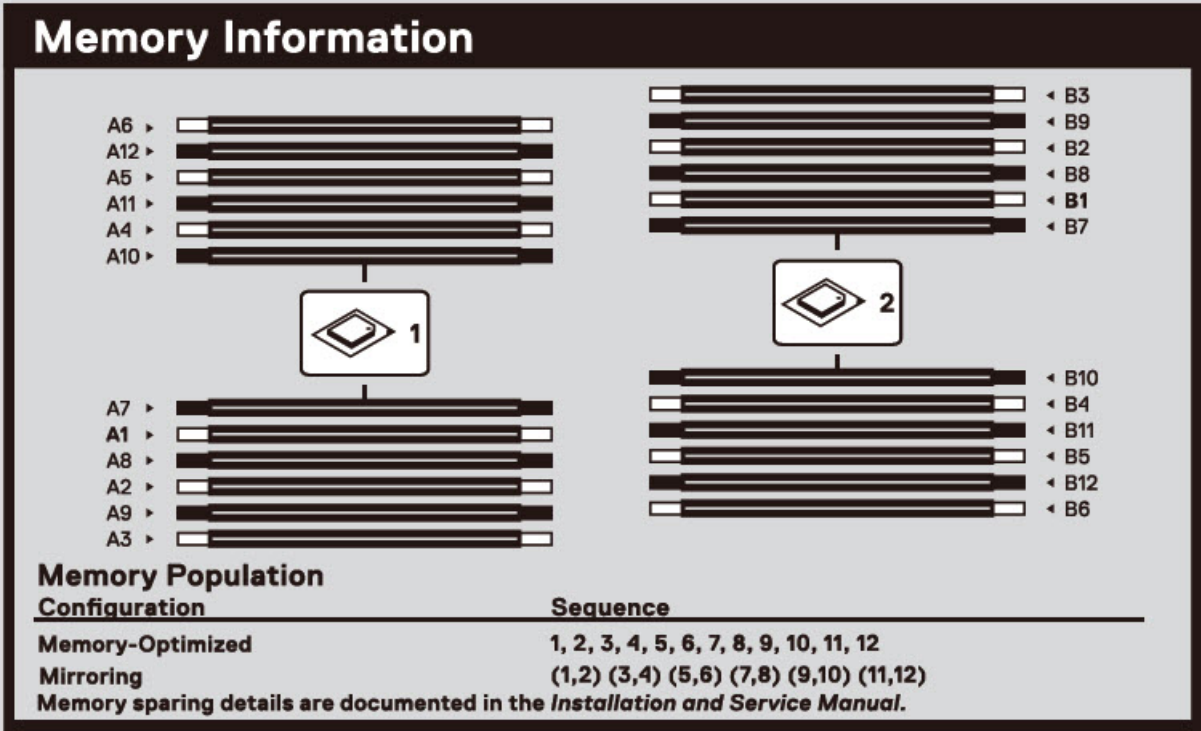 Memory Information
A6
A12
A5
A11
A4
A10
1
A7
A1
A8
A2
A9
A3
B3
B9
B2
B8
B1
B7
2
B10
B4
B11
B5
B12
B6
Memory Population
Configuration Sequence
Memory-Optimized 1, 2, 3, 4, 5, 6, 7, 8, 9, 10, 11, 12
Mirroring (1,2) (3,4) (5,6) (7,8) (9,10) (11,12)
Memory sparing details are documented in the Installation and Service Manual.